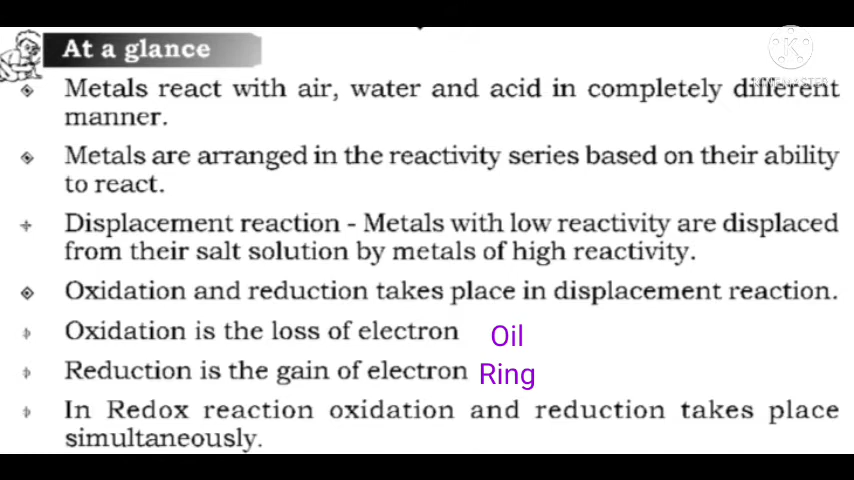 At a glance
KINEMASTER
Metals react with air, water and acid in completely different
manner.
Metals are arranged in the reactivity series based on their ability
to react.
Displacement reaction - Metals with low reactivity are displaced
from their salt solution by metals of high reactivity.
Oxidation and reduction takes place in displacement reaction.
Oxidation is the loss of electron Oil
Reduction is the gain of electron Ring
In Redox reaction oxidation and reduction takes place
simultaneously.